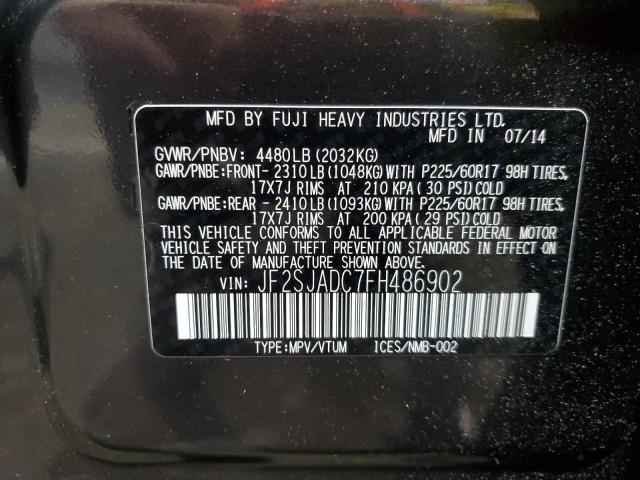 MFD BY FUJI HEAVY INDUSTRIES LTD.
MFD IN 07/14
GVWR/PNBV: 4480LB (2032KG)
GAWR/PNBE:FRONT- 2310LB (1048KG)WITH P225/60R17 98H TIRES,
17X7J RIMS AT 210 KPA ( 30 PSI)COLD
GAWR/PNBE:REAR - 2410LB (1093KG)WITH P225/60R17 98H TIRES,
17X7J RIMS AT 200 KPA ( 29 PSI)COLD
THIS VEHICLE CONFORMS TO ALL APPLICABLE FEDERAL MOTOR
VEHICLE SAFETY AND THEFT PREVENTION STANDARDS IN EFFECT
ON THE DATE OF MANUFACTURE SHOWN ABOVE.
VIN: JF2SJADC7FH486902
TYPE:MPV/VTUM ICES/NMB-002